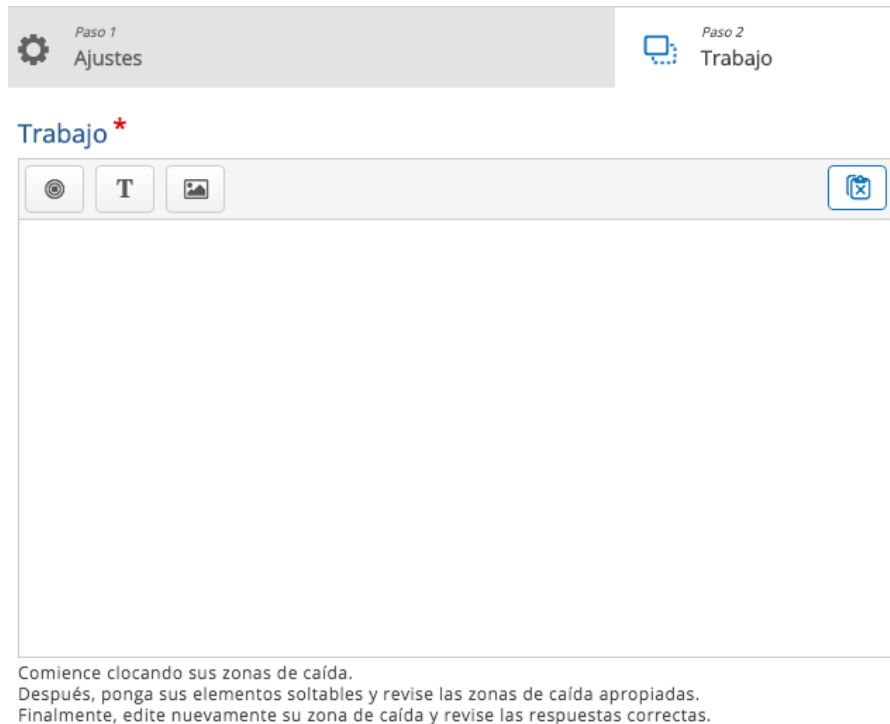 Paso 1
Ajustes
Paso 2
Trabajo
Trabajo *
T
Comience clocando sus zonas de caída.
Después, ponga sus elementos soltables y revise las zonas de caída apropiadas.
Finalmente, edite nuevamente su zona de caída y revise las respuestas correctas.